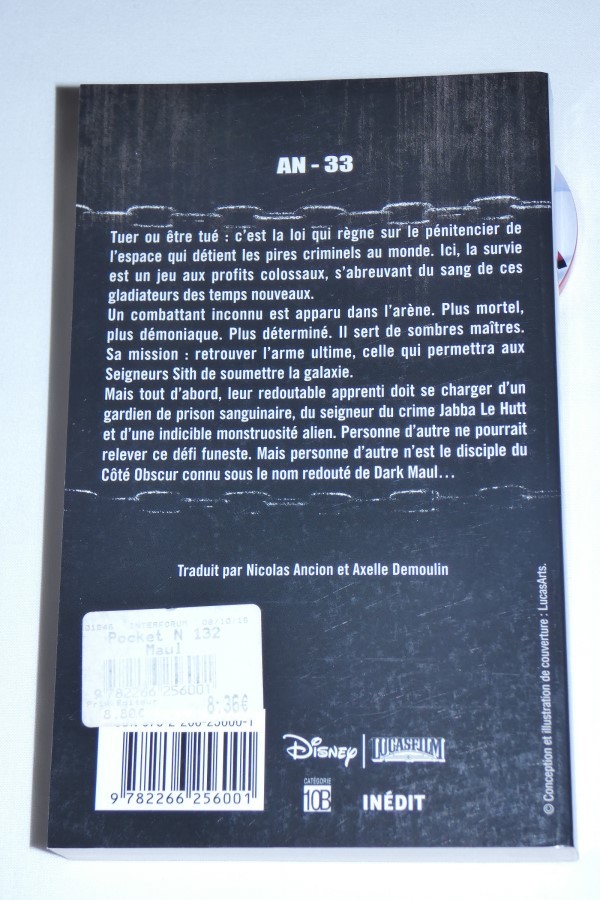 AN - 33
Tuer ou être tué : c'est la loi qui règne sur le pénitencier de
l'espace qui détient les pires criminels au monde. Ici, la survie
est un jeu aux profits colossaux, s'abreuvant du sang de ces
gladiateurs des temps nouveaux.
Un combattant inconnu est apparu dans l'arène. Plus mortel,
plus démoniaque. Plus déterminé. Il sert de sombres maîtres.
Sa mission : retrouver l'arme ultime, celle qui permettra aux
Seigneurs Sith de soumettre la galaxie.
Mais tout d'abord, leur redoutable apprenti doit se charger d'un
gardien de prison sanguinaire, du seigneur du crime Jabba Le Hutt
et d'une indicible monstruosité alien. Personne d'autre ne pourrait
relever ce défi funeste. Mais personne d'autre n'est le disciple du
Côté Obscur connu sous le nom redouté de Dark Maul...
Traduit par Nicolas Ancion et Axelle Demoulin
INTERFORUM
Pocket N 132
Maul
9 782266 256001
Prix Editeur
8.36€
9 782266 256001
DISNEY
LUCASFILM
CATÉGORIE
10B
INÉDIT
© Conception et illustration de couverture : LucasArts.